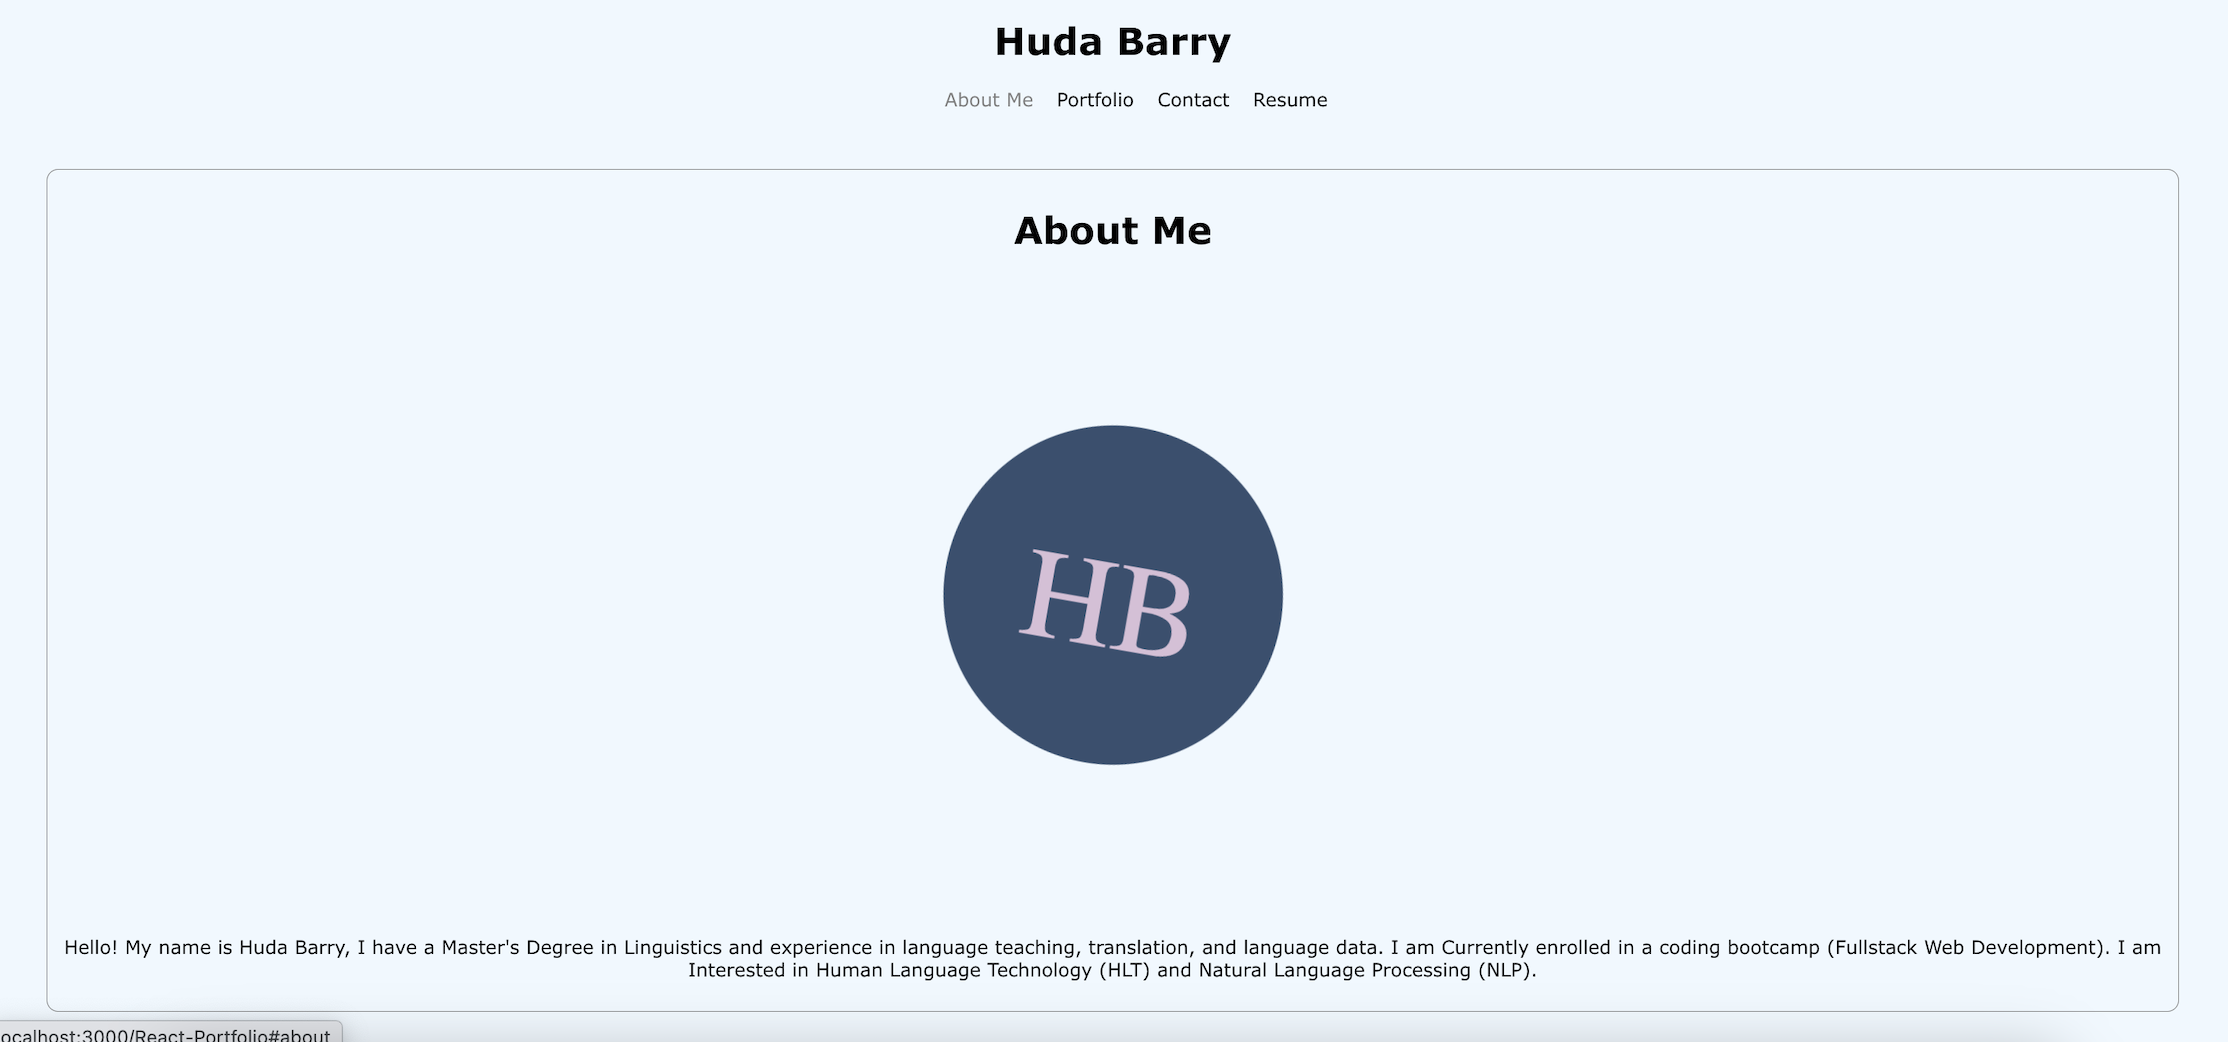 Huda Barry
About Me Portfolio Contact Resume
About Me
HB
Hello! My name is Huda Barry, I have a Master's Degree in Linguistics and experience in language teaching, translation, and language data. I am Currently enrolled in a coding bootcamp (Fullstack Web Development). I am
Interested in Human Language Technology (HLT) and Natural Language Processing (NLP).
ocalhost:3000/React-Portfolio#about